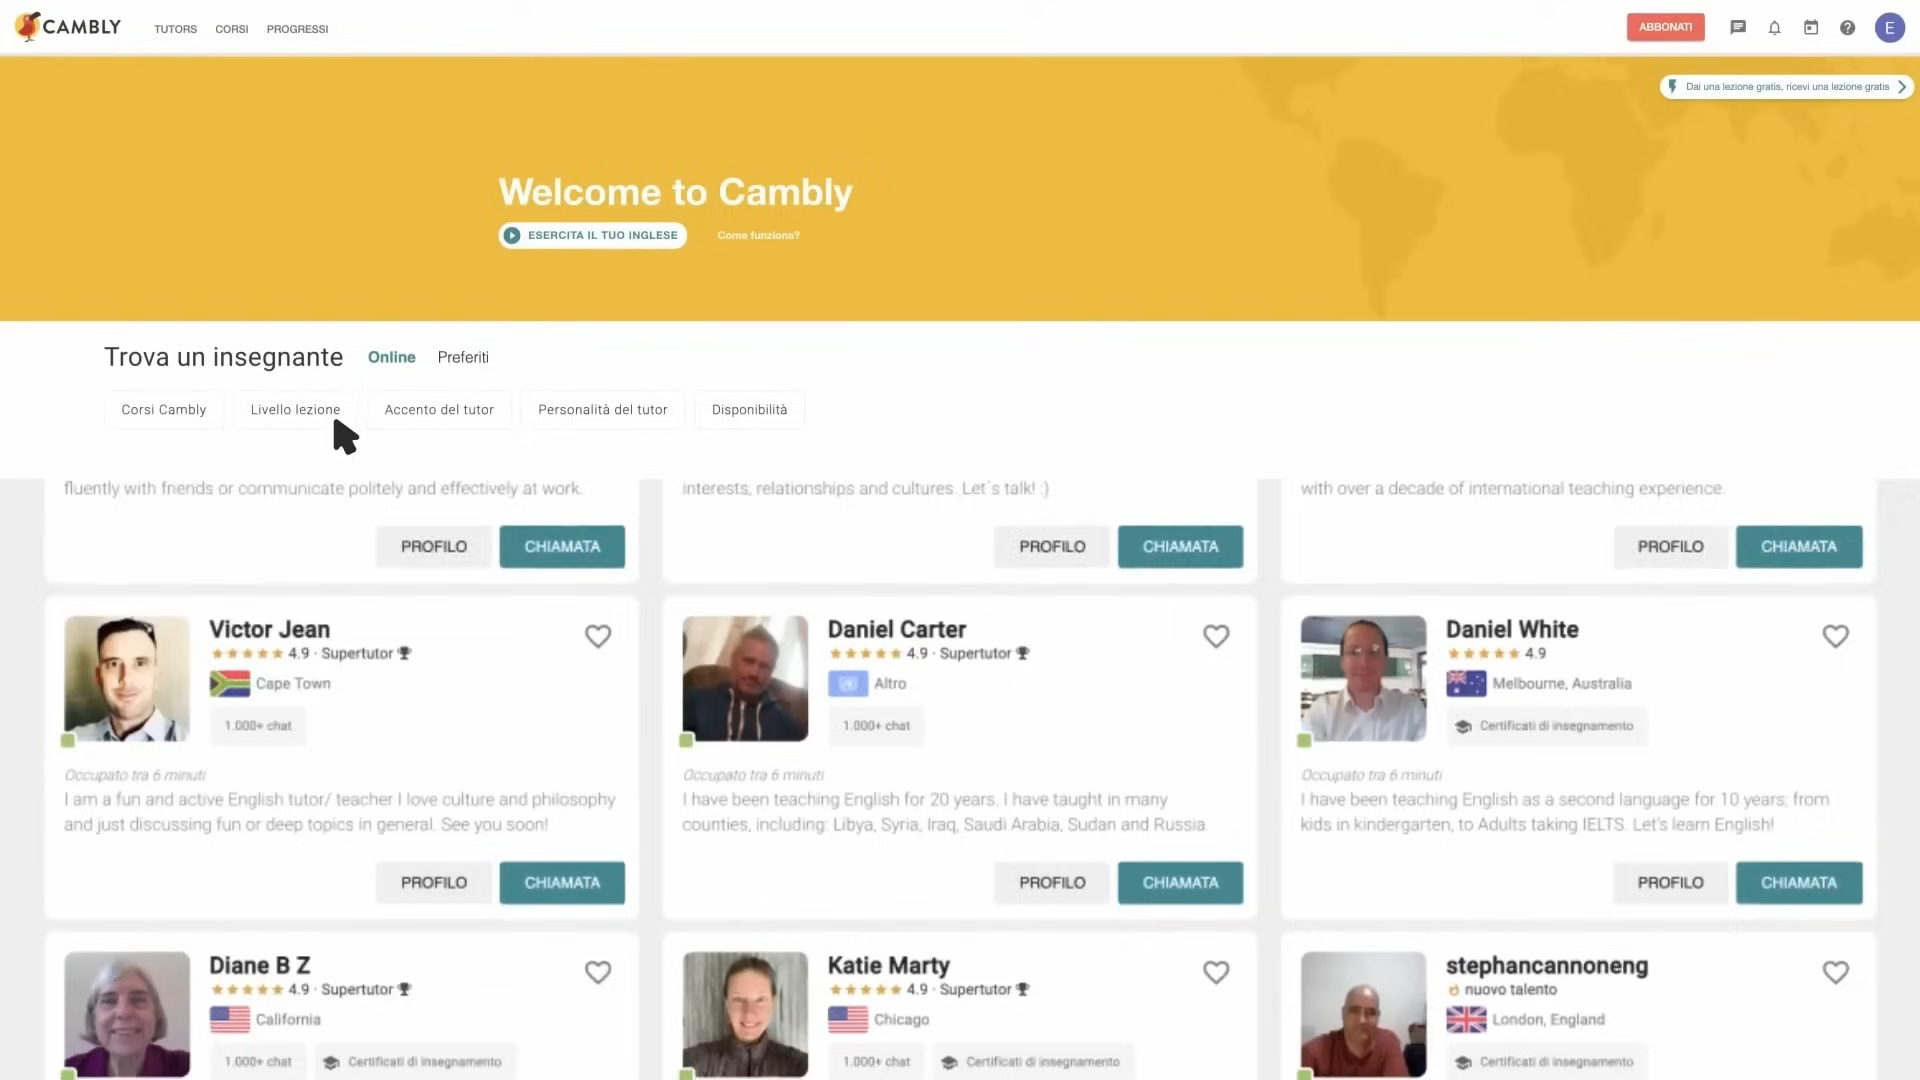 CAMBLY
TUTORS CORSI PROGRESSI
ABBONATI
E
Dai una lezione gratis, ricevi una lezione gratis
Welcome to Cambly
ESERCITA IL TUO INGLESE
Come funziona?
Trova un insegnante
Online
Preferiti
Corsi Cambly
Livello lezione
Accento del tutor
Personalità del tutor
Disponibilità
fluently with friends or communicate politely and effectively at work.
PROFILO
CHIAMATA
interests, relationships and cultures. Let`s talk! :)
PROFILO
CHIAMATA
with over a decade of international teaching experience.
PROFILO
CHIAMATA
Victor Jean
4.9 · Supertutor
Cape Town
1.000+ chat
Occupato tra 6 minuti
I am a fun and active English tutor/ teacher I love culture and philosophy
and just discussing fun or deep topics in general. See you soon!
PROFILO
CHIAMATA
Daniel Carter
4.9 · Supertutor
Altro
1.000+ chat
Occupato tra 6 minuti
I have been teaching English for 20 years. I have taught in many
counties, including: Libya, Syria, Iraq, Saudi Arabia, Sudan and Russia.
PROFILO
CHIAMATA
Daniel White
4.9
Melbourne, Australia
Certificati di insegnamento
Occupato tra 6 minuti
I have been teaching English as a second language for 10 years; from
kids in kindergarten, to Adults taking IELTS. Let's learn English!
PROFILO
CHIAMATA
Diane B Z
4.9 · Supertutor
California
1.000+ chat
Certificati di insegnamento
Katie Marty
4.9 · Supertutor
Chicago
1.000+ chat
Certificati di insegnamento
stephancannoneng
nuovo talento
London, England
Certificati di insegnamento